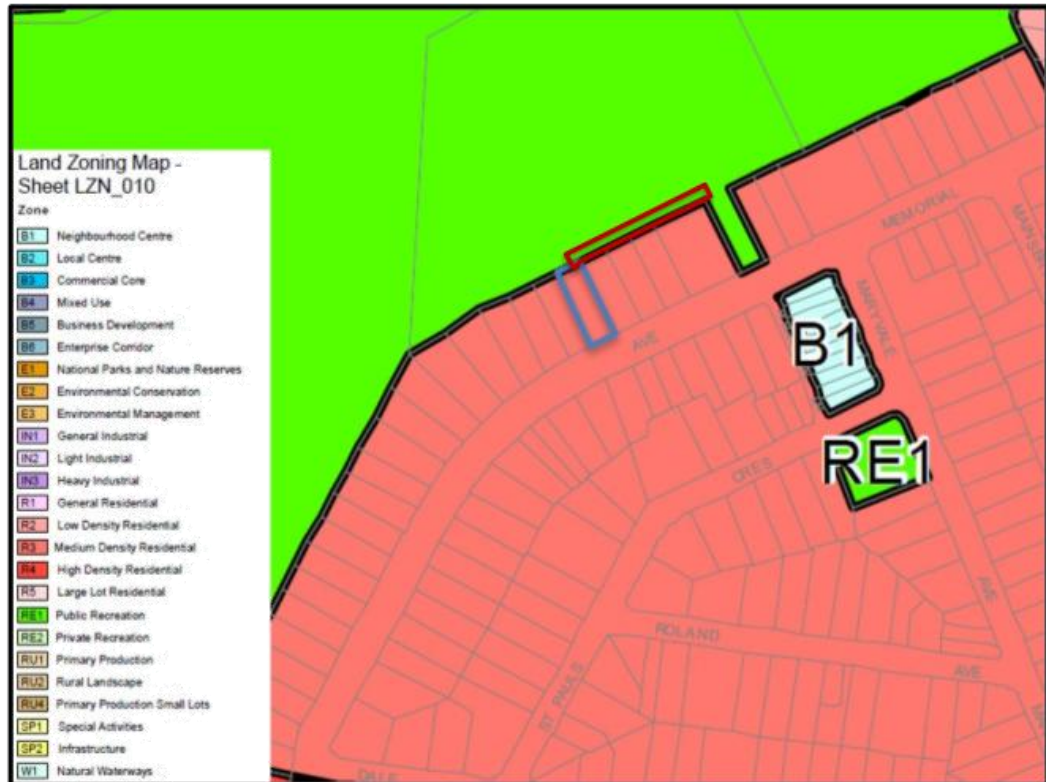 Land Zoning Map -
Sheet LZN_010
Zone
B1 Neighbourhood Centre
B2 Local Centre
B3 Commercial Core
B4 Mixed Use
B5 Business Development
B6 Enterprise Corridor
E1 National Parks and Nature Reserves
E2 Environmental Conservation
E3 Environmental Management
IN1 General Industrial
IN2 Light Industrial
IN3 Heavy Industrial
R1 General Residential
R2 Low Density Residential
R3 Medium Density Residential
R4 High Density Residential
R5 Large Lot Residential
RE1 Public Recreation
RE2 Private Recreation
RU1 Primary Production
RU2 Rural Landscape
RU4 Primary Production Small Lots
SP1 Special Activities
SP2 Infrastructure
W1 Natural Waterways
MEMORIAL
AVE
MARYVALE
AVE
B1
RE1
CRES
ST PAULS
ROLAND
AVE